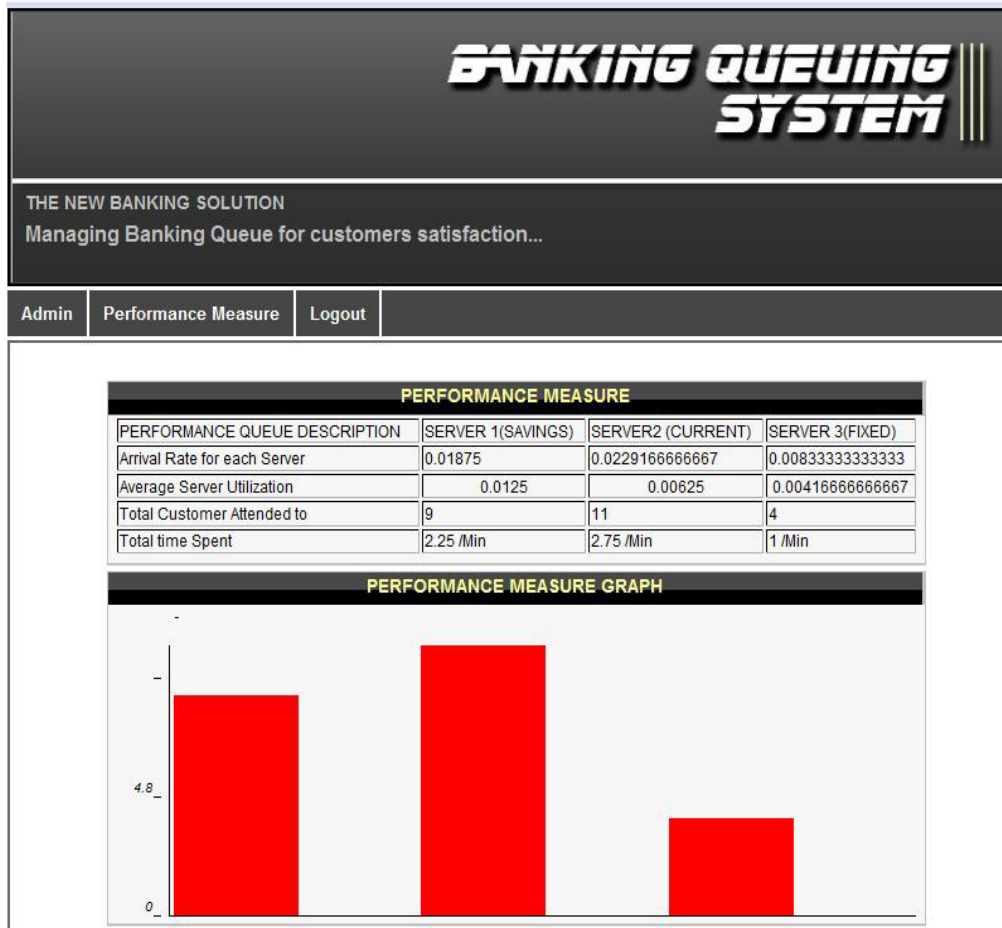 BANKING QUEUING
SYSTEM
THE NEW BANKING SOLUTION
Managing Banking Queue for customers satisfaction...
Admin Performance Measure Logout
PERFORMANCE MEASURE
PERFORMANCE QUEUE DESCRIPTION SERVER 1(SAVINGS) SERVER2 (CURRENT) SERVER 3(FIXED)
Arrival Rate for each Server 0.01875 0.0229166666667 0.00833333333333
Average Server Utilization 0.0125 0.00625 0.00416666666667
Total Customer Attended to 9 11 4
Total time Spent 2.25 /Min 2.75 /Min 1 /Min
PERFORMANCE MEASURE GRAPH
4.8
0